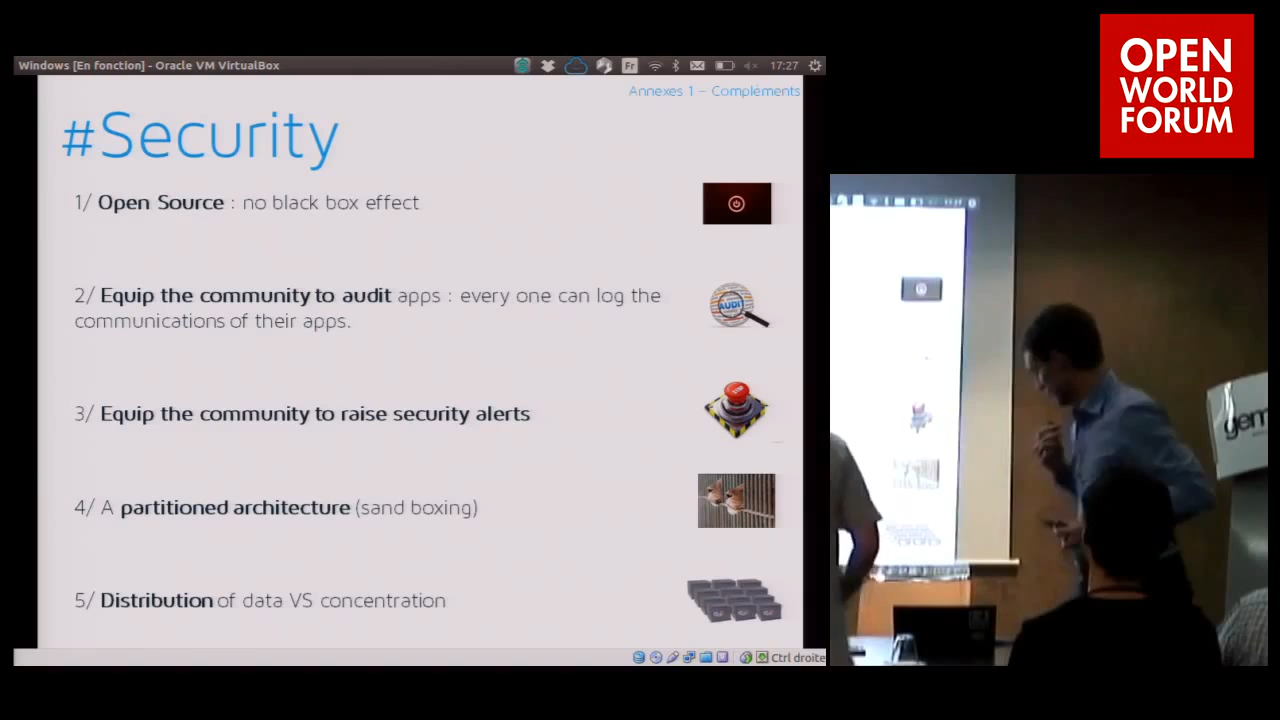 Windows [En fonction] - Oracle VM VirtualBox
Fr
17:27
Annexes 1 – Compléments
#Security
1/ Open Source : no black box effect
2/ Equip the community to audit apps : every one can log the
communications of their apps.
AUDIT
3/ Equip the community to raise security alerts
4/ A partitioned architecture (sand boxing)
5/ Distribution of data VS concentration
Ctrl droite
OPEN
WORLD
FORUM